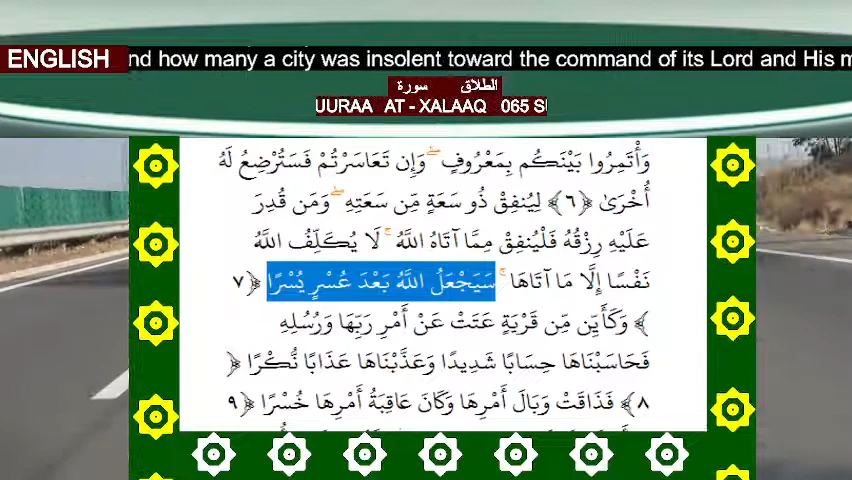 ENGLISH nd how many a city was insolent toward the command of its Lord and His m
سورة الطلاق
UURAA AT - XALAAQ 065 S
وَأْتَمِرُوا بَيْنَكُم بِمَعْرُوفٍ ۖ وَإِن تَعَاسَرْتُمْ فَسَتُرْضِعُ لَهُ
أُخْرَىٰ ﴿٦﴾ لِيُنفِقْ ذُو سَعَةٍ مِّن سَعَتِهِ ۖ وَمَن قُدِرَ
عَلَيْهِ رِزْقُهُ فَلْيُنفِقْ مِمَّا آتَاهُ اللَّهُ ۚ لَا يُكَلِّفُ اللَّهُ
نَفْسًا إِلَّا مَا آتَاهَا ۚ سَيَجْعَلُ اللَّهُ بَعْدَ عُسْرٍ يُسْرًا ﴿٧
﴾ وَكَأَيِّن مِّن قَرْيَةٍ عَتَتْ عَنْ أَمْرِ رَبِّهَا وَرُسُلِهِ
فَحَاسَبْنَاهَا حِسَابًا شَدِيدًا وَعَذَّبْنَاهَا عَذَابًا نُّكْرًا ﴿
٨﴾ فَذَاقَتْ وَبَالَ أَمْرِهَا وَكَانَ عَاقِبَةُ أَمْرِهَا خُسْرًا ﴿٩